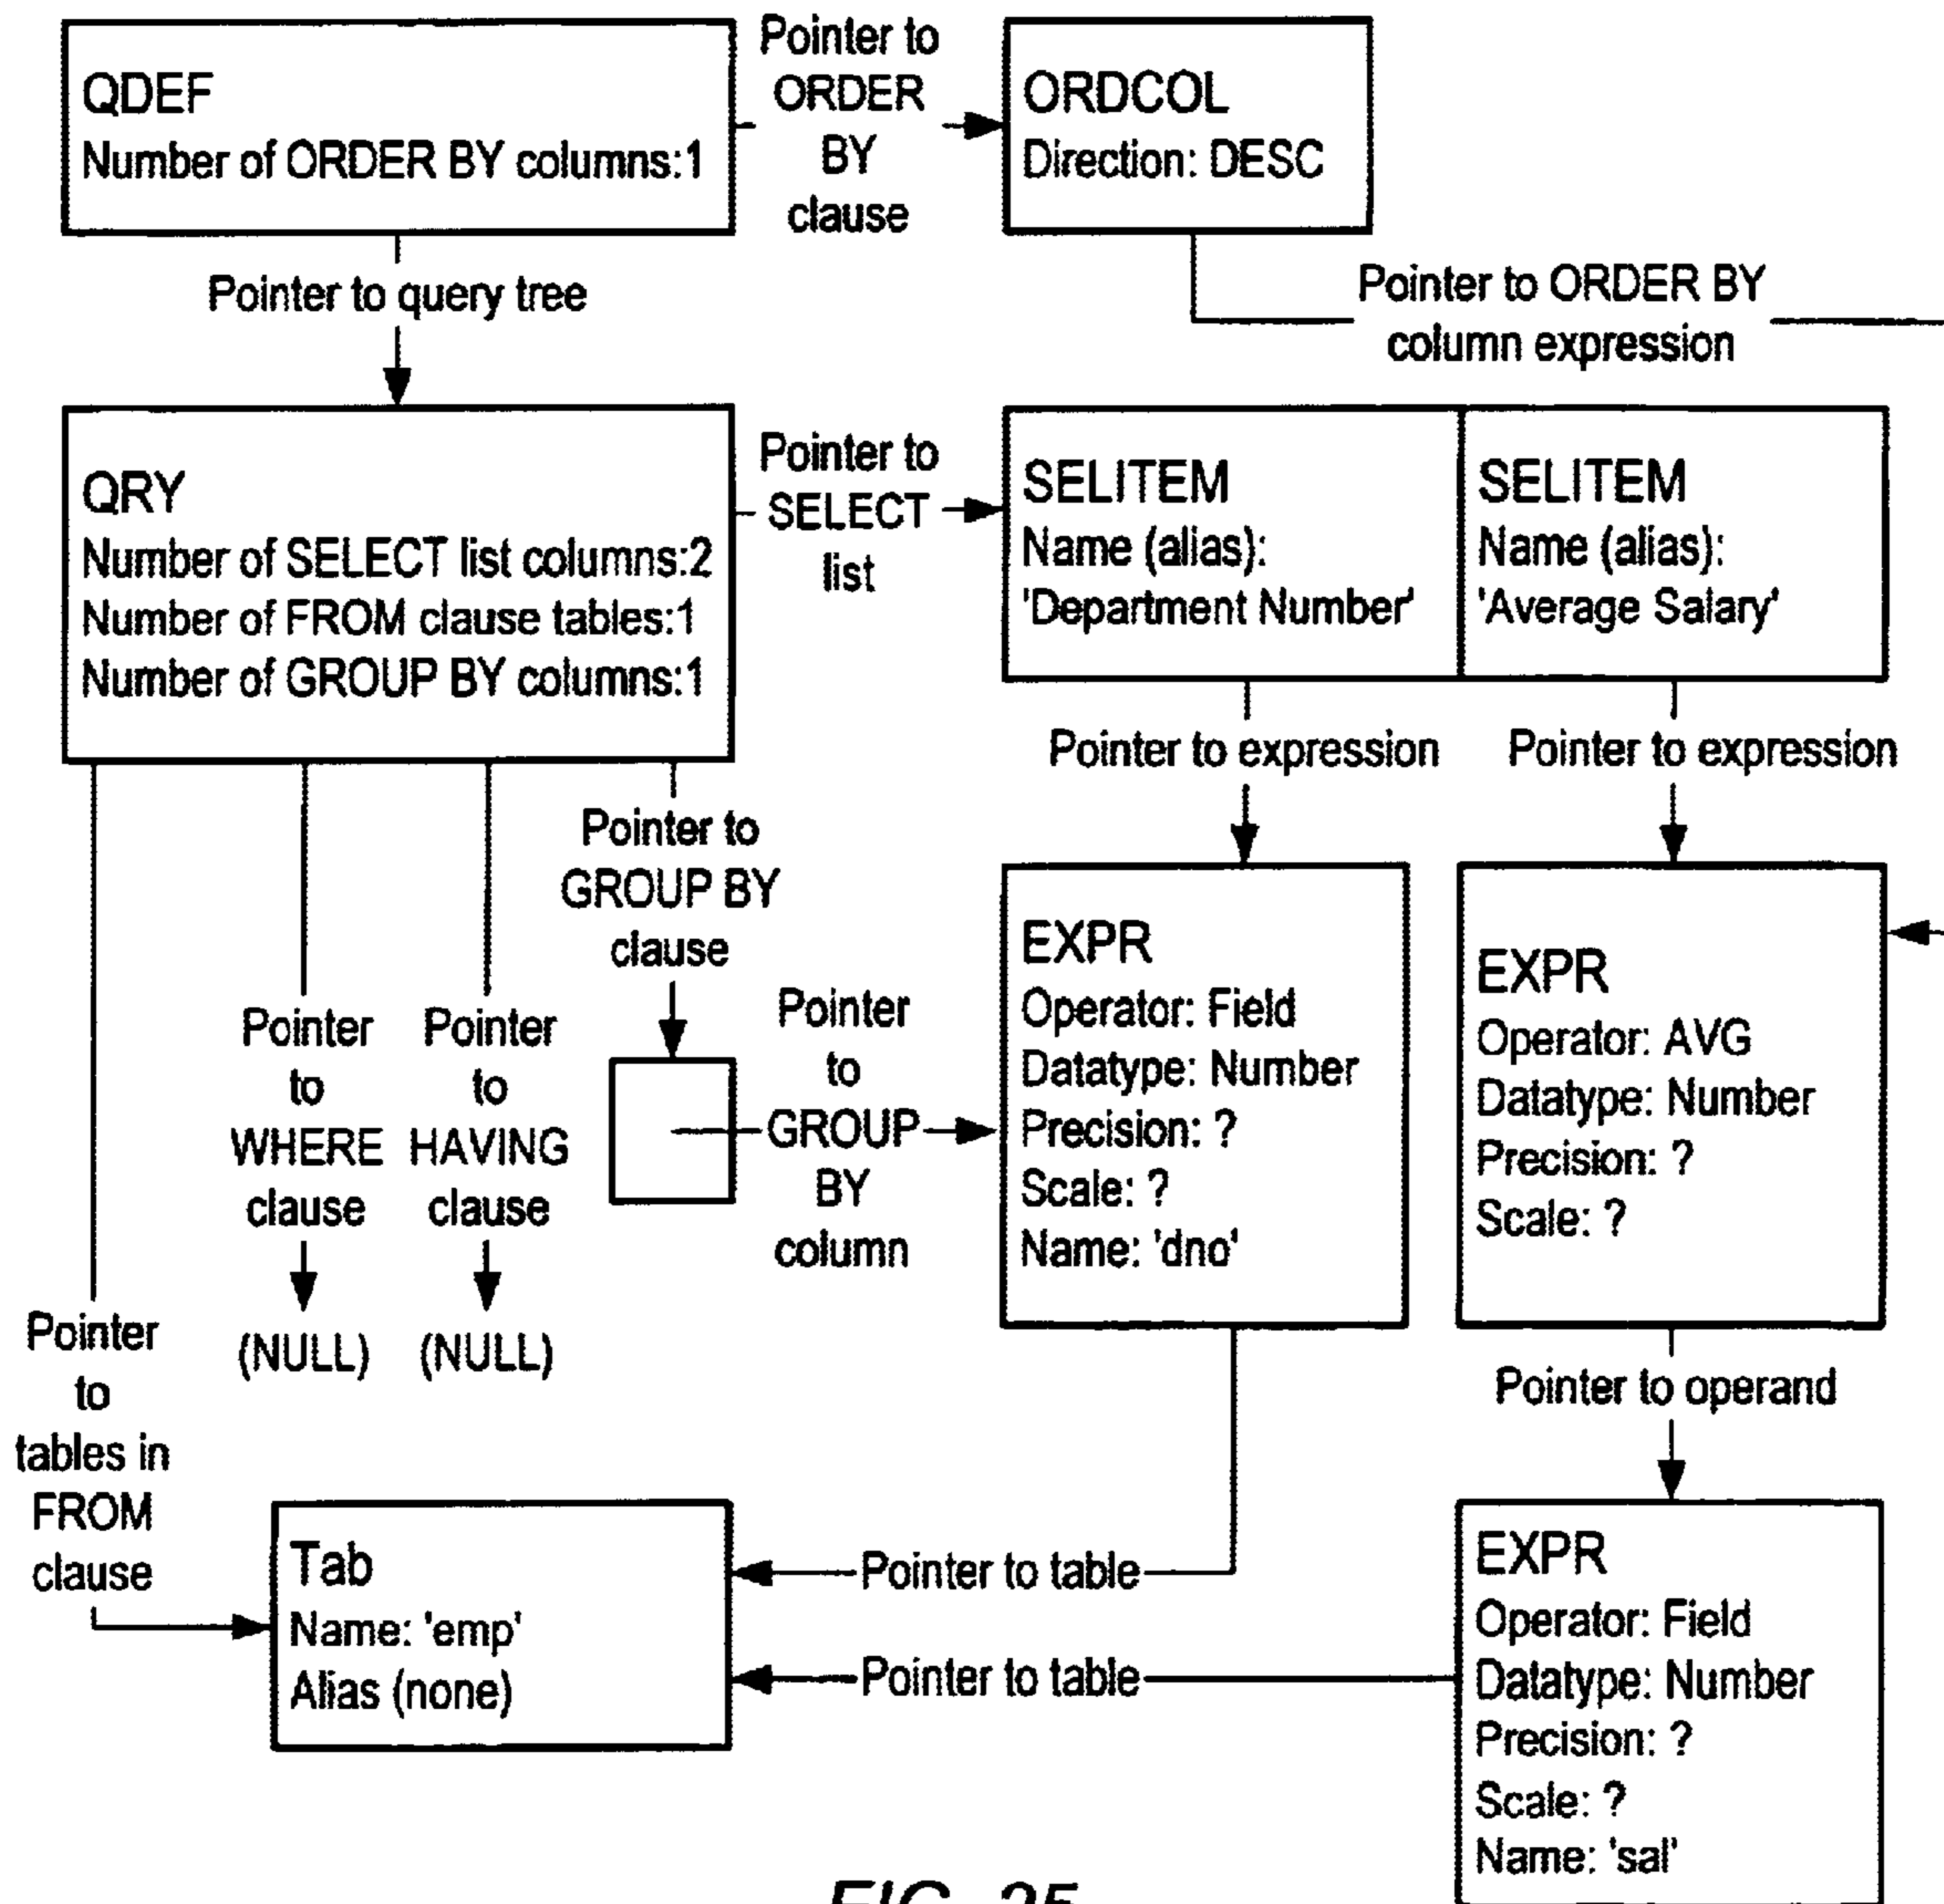 QDEF
Number of ORDER BY columns:1
Pointer to
ORDER
BY
clause
ORDCOL
Direction: DESC
Pointer to query tree
Pointer to ORDER BY
column expression
QRY
Number of SELECT list columns:2
Number of FROM clause tables:1
Number of GROUP BY columns:1
Pointer to
SELECT
list
SELITEM
Name (alias):
'Department Number'
SELITEM
Name (alias):
'Average Salary'
Pointer to expression
Pointer to expression
Pointer to
GROUP BY
clause
Pointer
to
WHERE
clause
(NULL)
Pointer
to
HAVING
clause
(NULL)
Pointer
to
GROUP
BY
column
EXPR
Operator: Field
Datatype: Number
Precision: ?
Scale: ?
Name: 'dno'
EXPR
Operator: AVG
Datatype: Number
Precision: ?
Scale: ?
Pointer to operand
Pointer
to
tables in
FROM
clause
Tab
Name: 'emp'
Alias (none)
Pointer to table
Pointer to table
EXPR
Operator: Field
Datatype: Number
Precision: ?
Scale: ?
Name: 'sal'
FIG. 25